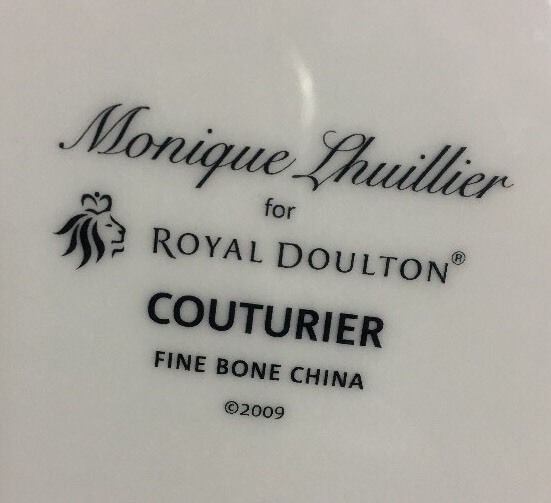 Monique Lhuillier
for
ROYAL DOULTON®
COUTURIER
FINE BONE CHINA
©2009